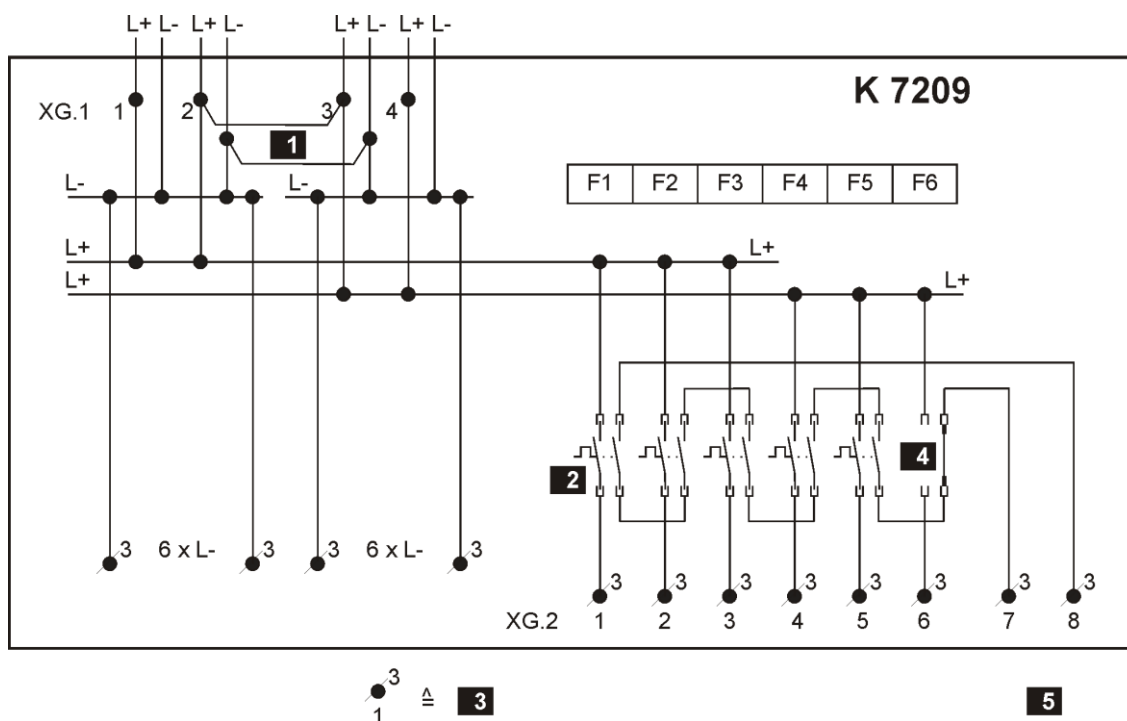 L+ L- L+ L- L+ L- L+ L-
K 7209
XG.1 1 2 3 4
1
L- L-
F1 F2 F3 F4 F5 F6
L+ L+
L+ L+
2 4
3 6 x L- 3 3 6 x L- 3
3 3 3 3 3 3 3 3
XG.2 1 2 3 4 5 6 7 8
3
1 ≙ 3 5